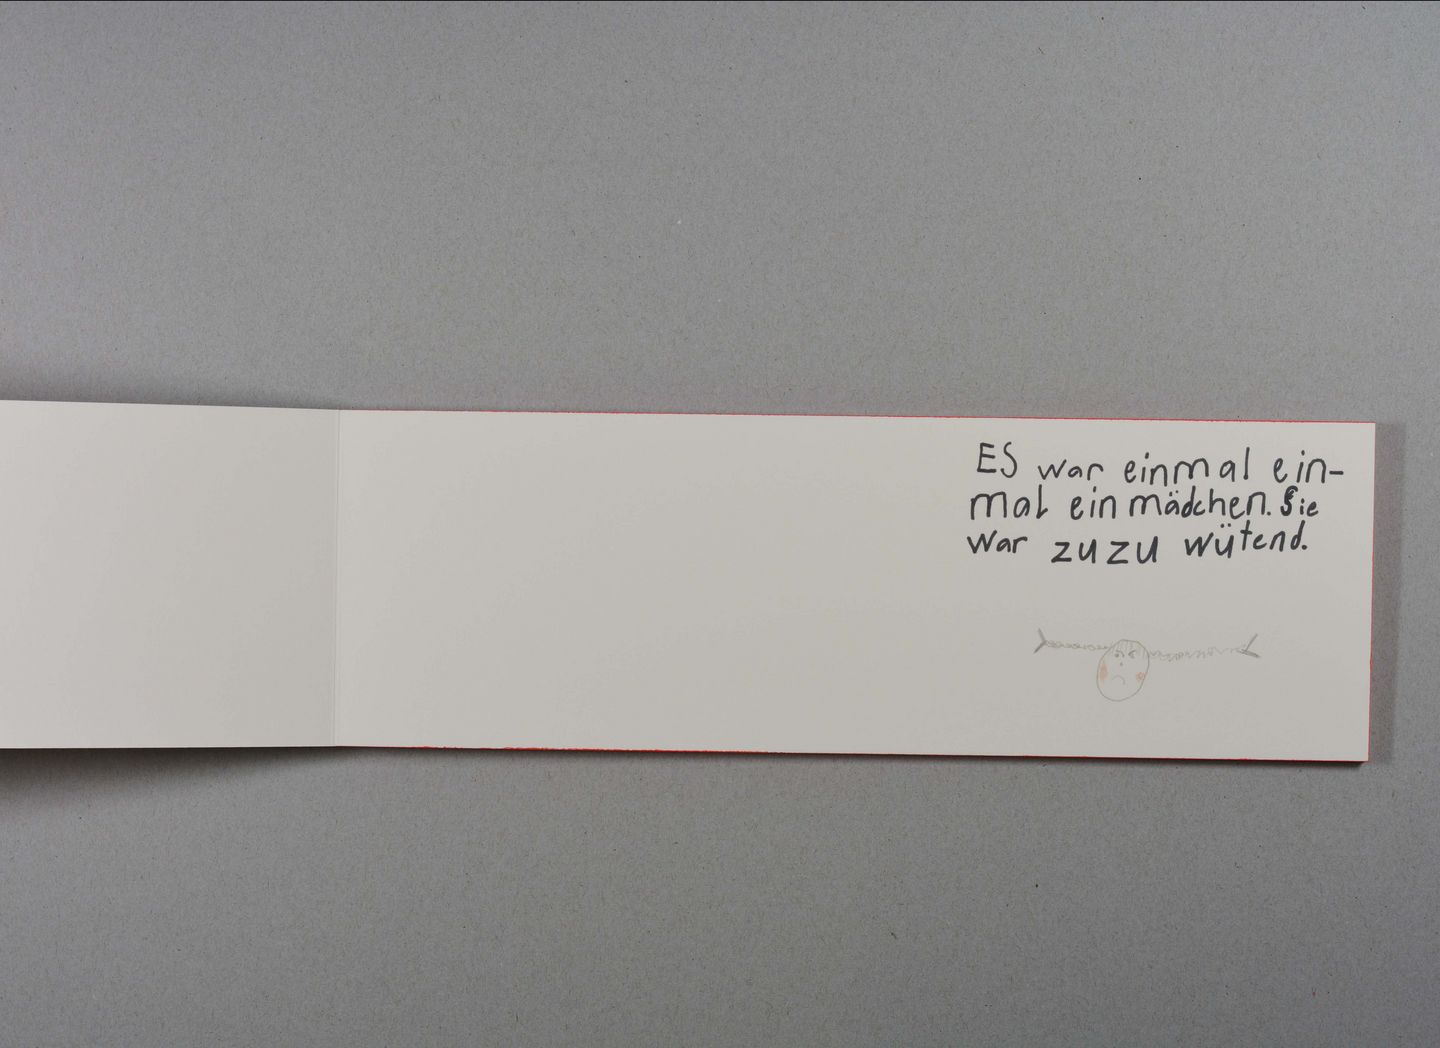 ES war einmal ein-
mal ein mädchen. Sie
war zuzu wütend.